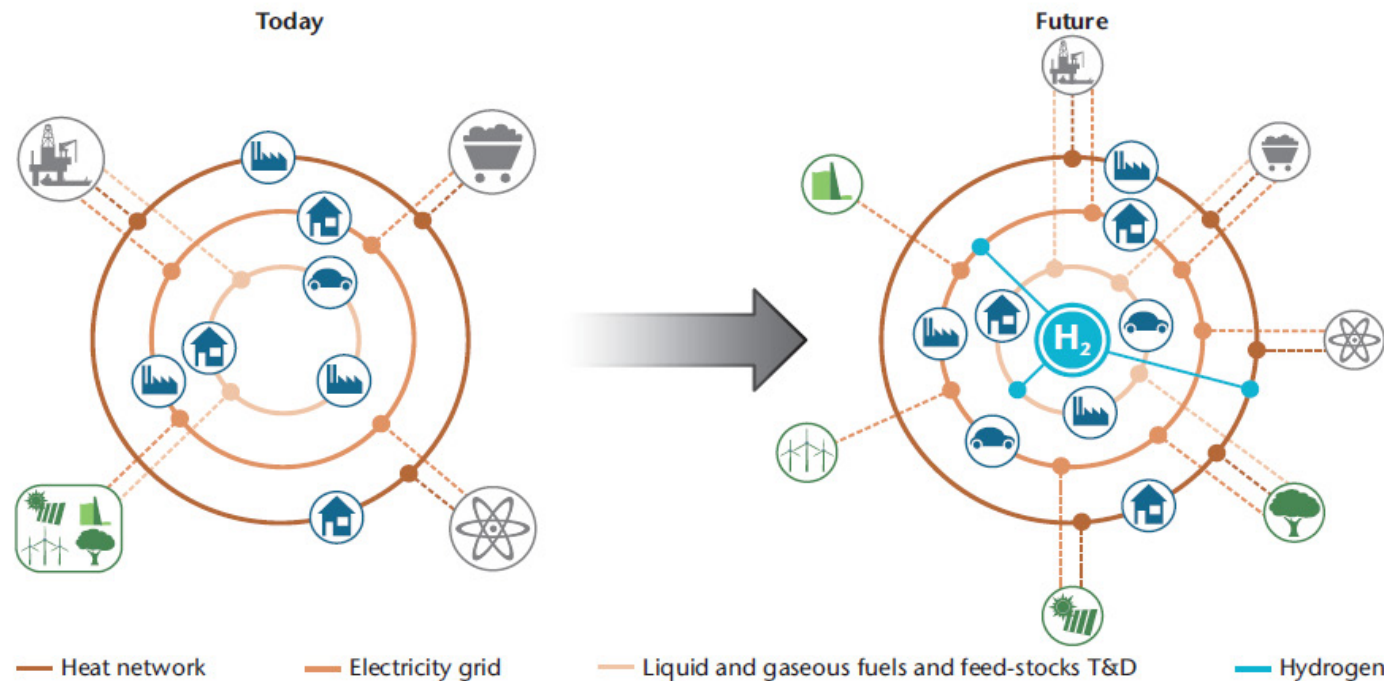 Today
Future
H₂
Heat network
Electricity grid
Liquid and gaseous fuels and feed-stocks T&D
Hydrogen